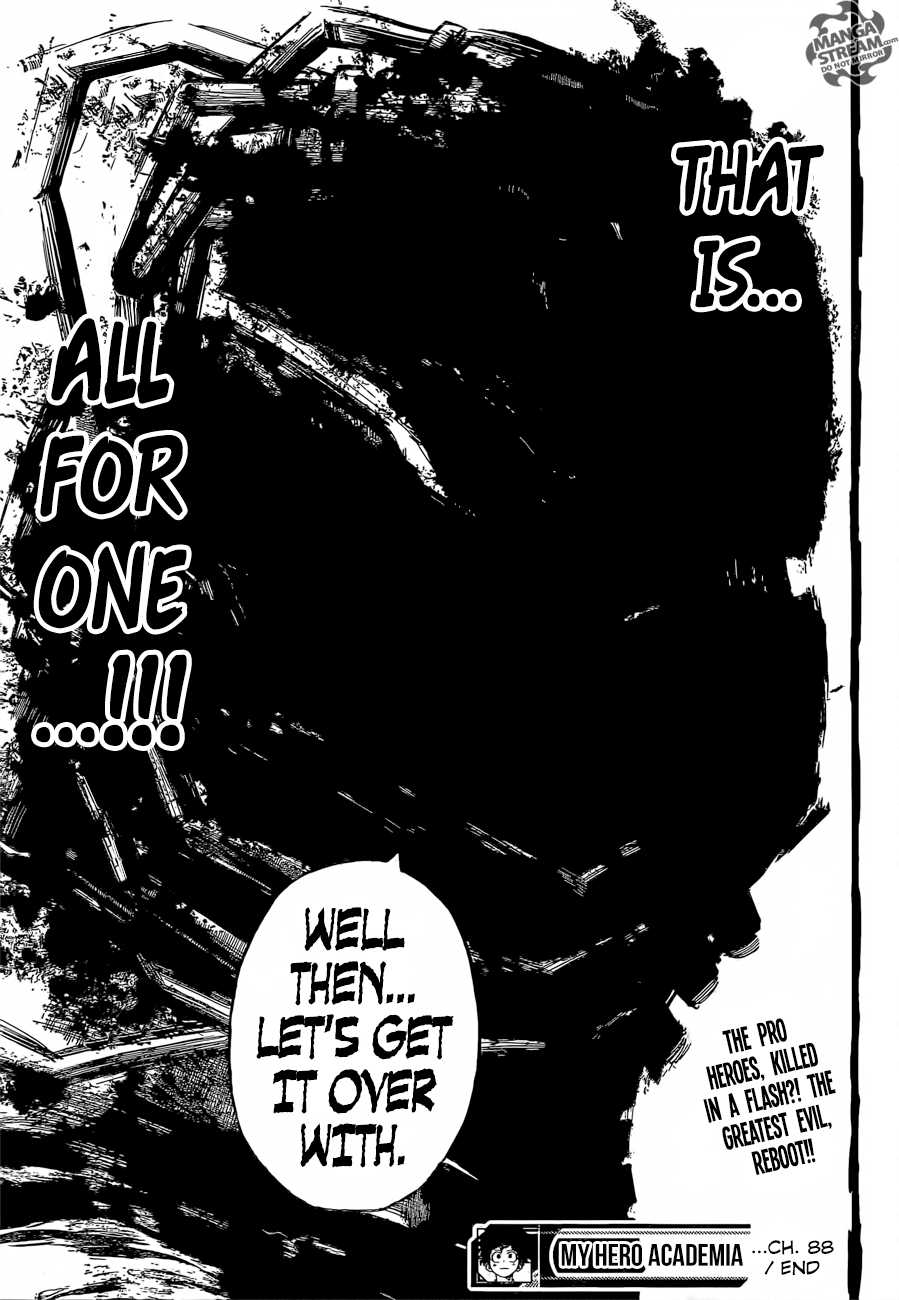 MANGA
STREAM.com
DO NOT MIRROR
THAT
IS...
ALL
FOR
ONE
...…!!!
WELL
THEN...
LET'S GET
IT OVER
WITH.
THE PRO
HEROES, KILLED
IN A FLASH?! THE
GREATEST EVIL,
REBOOT!!
MY HERO ACADEMIA
...CH. 88
/ END